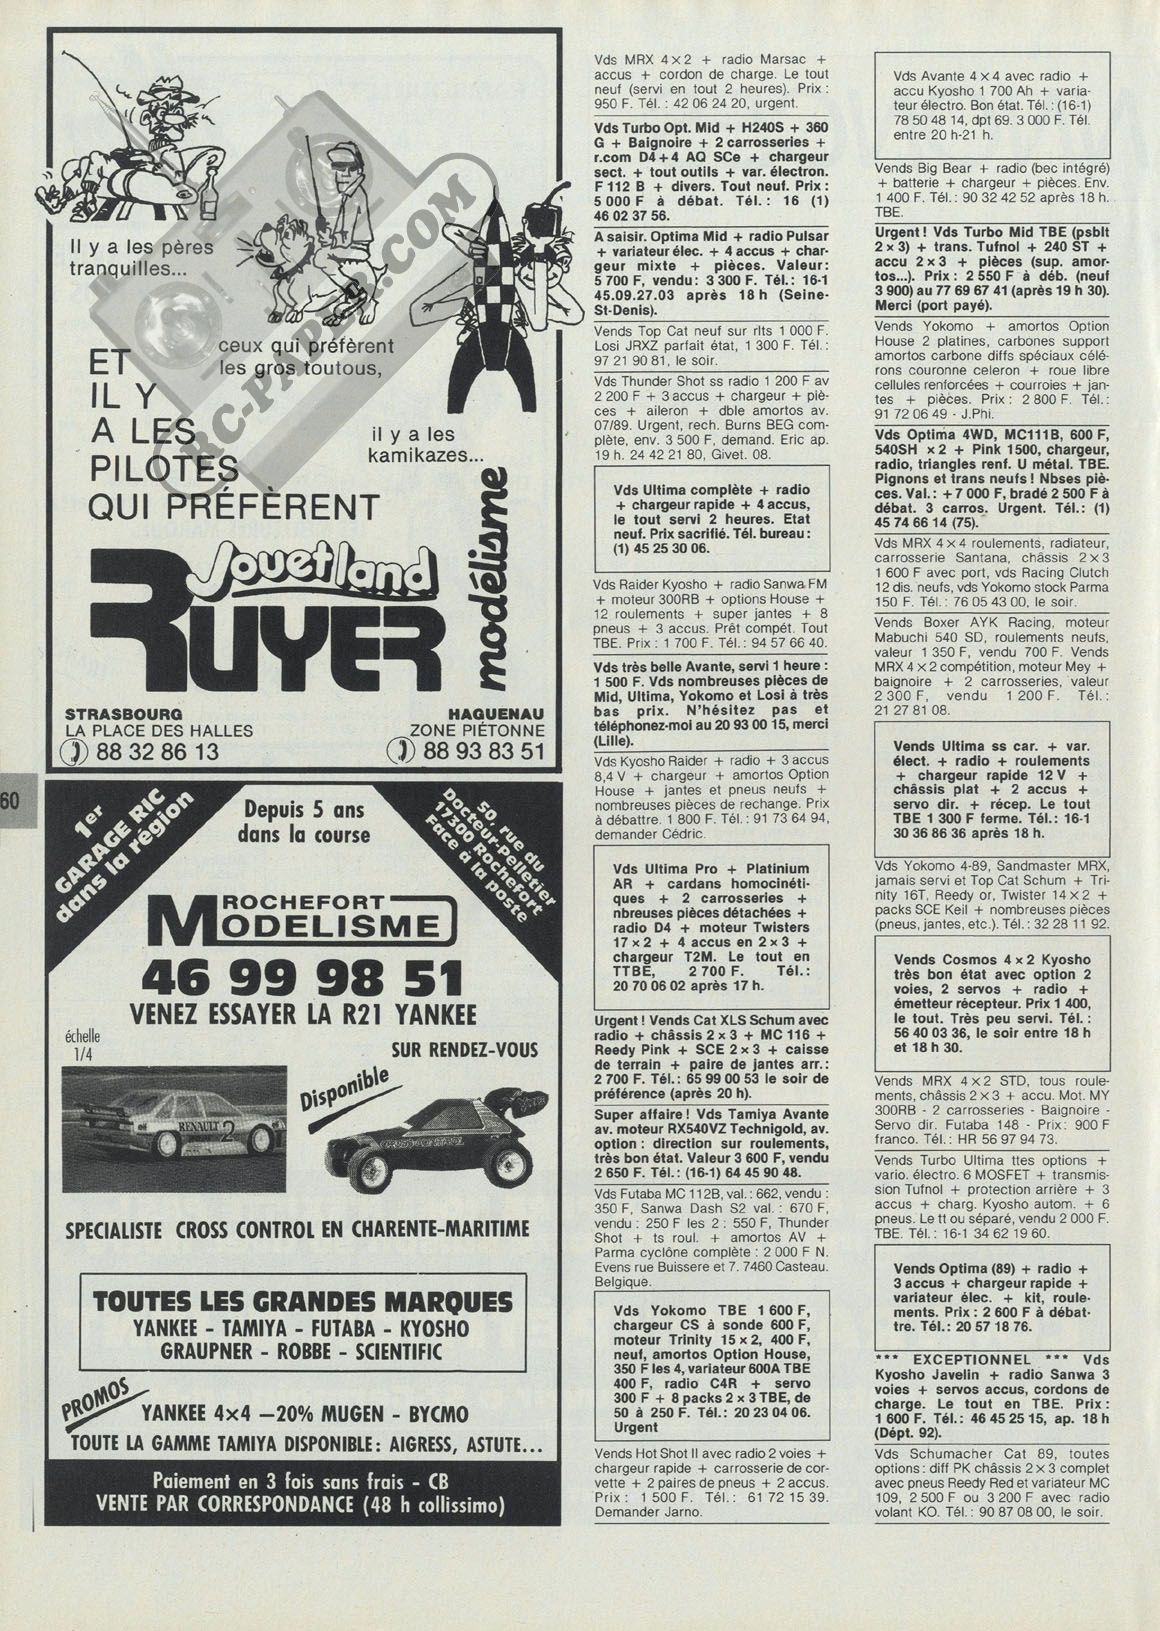 Il y a les pères
tranquilles...
ceux qui préfèrent
les gros toutous,
il y a les
kamikazes...
ET
IL Y
A LES
PILOTES
QUI PRÉFÈRENT
Jouetland
RUYER
modélisme
STRASBOURG
LA PLACE DES HALLES
88 32 86 13
HAGUENAU
ZONE PIÉTONNE
88 93 83 51
RC-PAPER.COM
60
1er
GARAGE RIC
dans la région
Depuis 5 ans
dans la course
50, rue du
Docteur-Pelletier
17300 Rochefort
Face à la poste
ROCHEFORT
MODELISME
46 99 98 51
VENEZ ESSAYER LA R21 YANKEE
échelle
1/4
SUR RENDEZ-VOUS
Disponible
RENAULT 2
SPECIALISTE CROSS CONTROL EN CHARENTE-MARITIME
TOUTES LES GRANDES MARQUES
YANKEE - TAMIYA - FUTABA - KYOSHO
GRAUPNER - ROBBE - SCIENTIFIC
PROMOS
YANKEE 4x4 –20% MUGEN - BYCMO
TOUTE LA GAMME TAMIYA DISPONIBLE: AIGRESS, ASTUTE...
Paiement en 3 fois sans frais - CB
VENTE PAR CORRESPONDANCE (48 h collissimo)
Vds MRX 4×2 + radio Marsac +
accus + cordon de charge. Le tout
neuf (servi en tout 2 heures). Prix :
950 F. Tél. : 42 06 24 20, urgent.
Vds Turbo Opt. Mid + H240S + 360
G + Baignoire + 2 carrosseries +
r.com D4+4 AQ SCe + chargeur
sect. + tout outils + var. électron.
F 112 B + divers. Tout neuf. Prix :
5 000 F à débat. Tél. : 16 (1)
46 02 37 56.
A saisir. Optima Mid + radio Pulsar
+ variateur élec. + 4 accus + char-
geur mixte + pièces. Valeur:
5 700 F, vendu: 3 300 F. Tél.: 16-1
45.09.27.03 après 18 h (Seine-
St-Denis).
Vends Top Cat neuf sur rlts 1 000 F.
Losi JRXZ parfait état, 1 300 F. Tél. :
97 21 90 81, le soir.
Vds Thunder Shot ss radio 1 200 F av
2 200 F + 3 accus + chargeur + piè-
ces + aileron + dble amortos av.
07/89. Urgent, rech. Burns BEG com-
plète, env. 3 500 F, demand. Eric ap.
19 h. 24 42 21 80, Givet. 08.
Vds Ultima complète + radio
+ chargeur rapide + 4 accus,
le tout servi 2 heures. Etat
neuf. Prix sacrifié. Tél. bureau :
(1) 45 25 30 06.
Vds Raider Kyosho + radio Sanwa FM
+ moteur 300RB + options House +
12 roulements + super jantes + 8
pneus + 3 accus. Prêt compét. Tout
TBE. Prix : 1 700 F. Tél. : 94 57 66 40.
Vds très belle Avante, servi 1 heure :
1 500 F. Vds nombreuses pièces de
Mid, Ultima, Yokomo et Losi à très
bas prix. N'hésitez pas et
téléphonez-moi au 20 93 00 15, merci
(Lille).
Vds Kyosho Raider + radio + 3 accus
8,4 V + chargeur + amortos Option
House + jantes et pneus neufs +
nombreuses pièces de rechange. Prix
à débattre. 1 800 F. Tél. : 91 73 64 94,
demander Cédric.
Vds Ultima Pro + Platinium
AR + cardans homocinéti-
ques + 2 carrosseries +
nbreuses pièces détachées +
radio D4 + moteur Twisters
17×2 + 4 accus en 2×3 +
chargeur T2M. Le tout en
TTBE, 2 700 F. Tél. :
20 70 06 02 après 17 h.
Urgent ! Vends Cat XLS Schum avec
radio + châssis 2×3 + MC 116 +
Reedy Pink + SCE 2×3 + caisse
de terrain + paire de jantes arr. :
2 700 F. Tél. : 65 99 00 53 le soir de
préférence (après 20 h).
Super affaire ! Vds Tamiya Avante
av. moteur RX540VZ Technigold, av.
option : direction sur roulements,
très bon état. Valeur 3 600 F, vendu
2 650 F. Tél. : (16-1) 64 45 90 48.
Vds Futaba MC 112B, val. : 662, vendu :
350 F, Sanwa Dash S2 val. : 670 F,
vendu : 250 F les 2 : 550 F, Thunder
Shot + ts roul. + amortos AV +
Parma cyclône complète : 2 000 F N.
Evens rue Buissere et 7. 7460 Casteau.
Belgique.
Vds Yokomo TBE 1 600 F,
chargeur CS à sonde 600 F,
moteur Trinity 15×2, 400 F,
neuf, amortos Option House,
350 F les 4, variateur 600A TBE
400 F, radio C4R + servo
300 F + 8 packs 2×3 TBE, de
50 à 250 F. Tél. : 20 23 04 06.
Urgent
Vends Hot Shot II avec radio 2 voies +
chargeur rapide + carrosserie de cor-
vette + 2 paires de pneus + 2 accus.
Prix : 1 500 F. Tél. : 61 72 15 39.
Demander Jarno.
Vds Avante 4×4 avec radio +
accu Kyosho 1 700 Ah + varia-
teur électro. Bon état. Tél. : (16-1)
78 50 48 14, dpt 69. 3 000 F. Tél.
entre 20 h-21 h.
Vends Big Bear + radio (bec intégré)
+ batterie + chargeur + pièces. Env.
1 400 F. Tél. : 90 32 42 52 après 18 h.
TBE.
Urgent ! Vds Turbo Mid TBE (psblt
2×3) + trans. Tufnol + 240 ST +
accu 2×3 + pièces (sup. amor-
tos...). Prix : 2 550 F à déb. (neuf
3 900) au 77 69 67 41 (après 19 h 30).
Merci (port payé).
Vends Yokomo + amortos Option
House 2 platines, carbones support
amortos carbone diffs spéciaux célé-
rons couronne celeron + roue libre
cellules renforcées + courroies + jan-
tes + pièces. Prix : 2 800 F. Tél. :
91 72 06 49 - J.Phi.
Vds Optima 4WD, MC111B, 600 F,
540SH ×2 + Pink 1500, chargeur,
radio, triangles renf. U métal. TBE.
Pignons et trans neufs ! Nbses piè-
ces. Val. : +7 000 F, bradé 2 500 F à
débat. 3 carros. Urgent. Tél. : (1)
45 74 66 14 (75).
Vds MRX 4×4 roulements, radiateur,
carrosserie Santana, châssis 2×3
1 600 F avec port, vds Racing Clutch
12 dis. neufs, vds Yokomo stock Parma
150 F. Tél. : 76 05 43 00, le soir.
Vends Boxer AYK Racing, moteur
Mabuchi 540 SD, roulements neufs,
valeur 1 350 F, vendu 700 F. Vends
MRX 4×2 compétition, moteur Mey +
baignoire + 2 carrosseries, valeur
2 300 F, vendu 1 200 F. Tél. :
21 27 81 08.
Vends Ultima ss car. + var.
élect. + radio + roulements
+ chargeur rapide 12 V +
châssis plat + 2 accus +
servo dir. + récep. Le tout
TBE 1 300 F ferme. Tél. : 16-1
30 36 86 36 après 18 h.
Vds Yokomo 4-89, Sandmaster MRX,
jamais servi et Top Cat Schum + Tri-
nity 16T, Reedy or, Twister 14×2 +
packs SCE Keil + nombreuses pièces
(pneus, jantes, etc.). Tél. : 32 28 11 92.
Vends Cosmos 4×2 Kyosho
très bon état avec option 2
voies, 2 servos + radio +
émetteur récepteur. Prix 1 400,
le tout. Très peu servi. Tél. :
56 40 03 36, le soir entre 18 h
et 18 h 30.
Vends MRX 4×2 STD, tous roule-
ments, châssis 2×3 + accu. Mot. MY
300RB - 2 carrosseries - Baignoire -
Servo dir. Futaba 148 - Prix : 900 F
franco. Tél. : HR 56 97 94 73.
Vends Turbo Ultima ttes options +
vario. électro. 6 MOSFET + transmis-
sion Tufnol + protection arrière + 3
accus + charg. Kyosho autom. + 6
pneus. Le tt ou séparé, vendu 2 000 F.
TBE. Tél. : 16-1 34 62 19 60.
Vends Optima (89) + radio +
3 accus + chargeur rapide +
variateur élec. + kit, roule-
ments. Prix : 2 600 F à débat-
tre. Tél. : 20 57 18 76.
*** EXCEPTIONNEL *** Vds
Kyosho Javelin + radio Sanwa 3
voies + servos accus, cordons de
charge. Le tout en TBE. Prix :
1 600 F. Tél. : 46 45 25 15, ap. 18 h
(Dépt. 92).
Vds Schumacher Cat 89, toutes
options : diff PK châssis 2×3 complet
avec pneus Reedy Red et variateur MC
109, 2 500 F ou 3 200 F avec radio
volant KO. Tél. : 90 87 08 00, le soir.